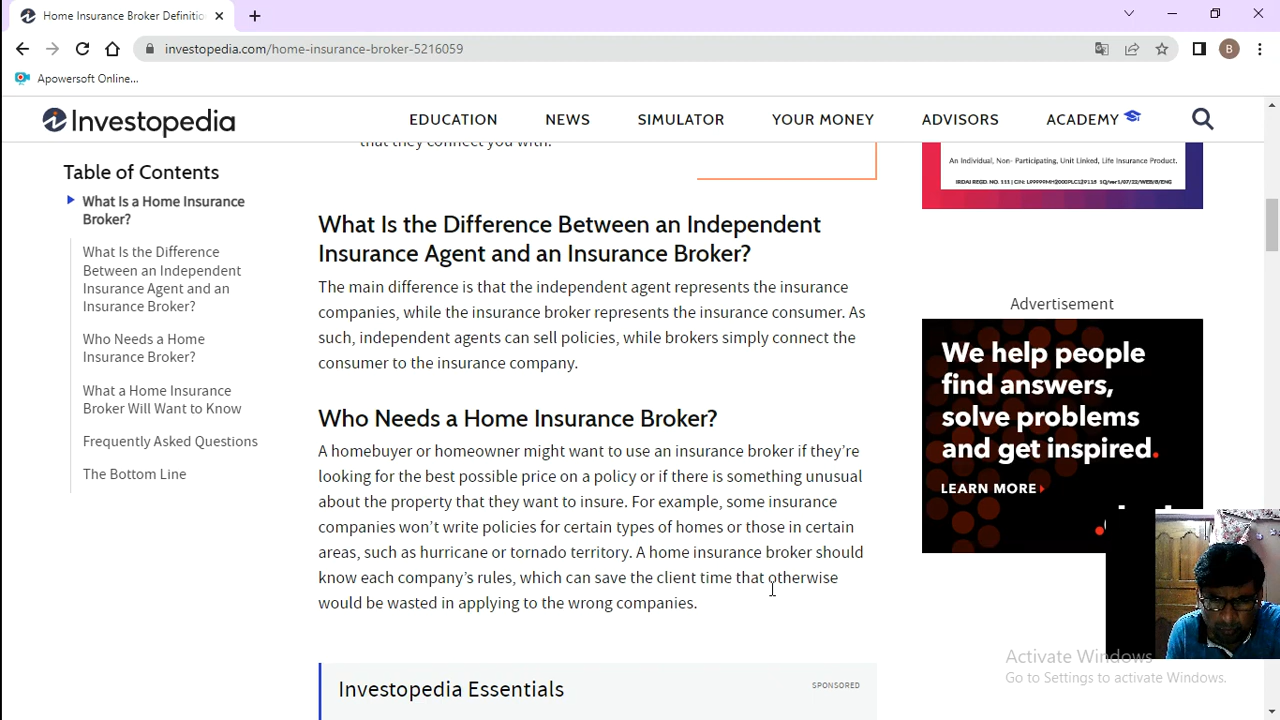 Home Insurance Broker Definitio
investopedia.com/home-insurance-broker-5216059
B
Apowersoft Online...
Investopedia
EDUCATION NEWS SIMULATOR YOUR MONEY ADVISORS ACADEMY
Table of Contents
What Is a Home Insurance
Broker?
What Is the Difference
Between an Independent
Insurance Agent and an
Insurance Broker?
Who Needs a Home
Insurance Broker?
What a Home Insurance
Broker Will Want to Know
Frequently Asked Questions
The Bottom Line
that they connect you with.
What Is the Difference Between an Independent
Insurance Agent and an Insurance Broker?
The main difference is that the independent agent represents the insurance
companies, while the insurance broker represents the insurance consumer. As
such, independent agents can sell policies, while brokers simply connect the
consumer to the insurance company.
Who Needs a Home Insurance Broker?
A homebuyer or homeowner might want to use an insurance broker if they're
looking for the best possible price on a policy or if there is something unusual
about the property that they want to insure. For example, some insurance
companies won't write policies for certain types of homes or those in certain
areas, such as hurricane or tornado territory. A home insurance broker should
know each company's rules, which can save the client time that otherwise
would be wasted in applying to the wrong companies.
Investopedia Essentials
SPONSORED
An Individual, Non- Participating, Unit Linked, Life Insurance Product.
IRDAI REGD. NO. 111 | CIN:
Advertisement
We help people
find answers,
solve problems
and get inspired.
LEARN MORE
Activate Windows
Go to Settings to activate Windows.